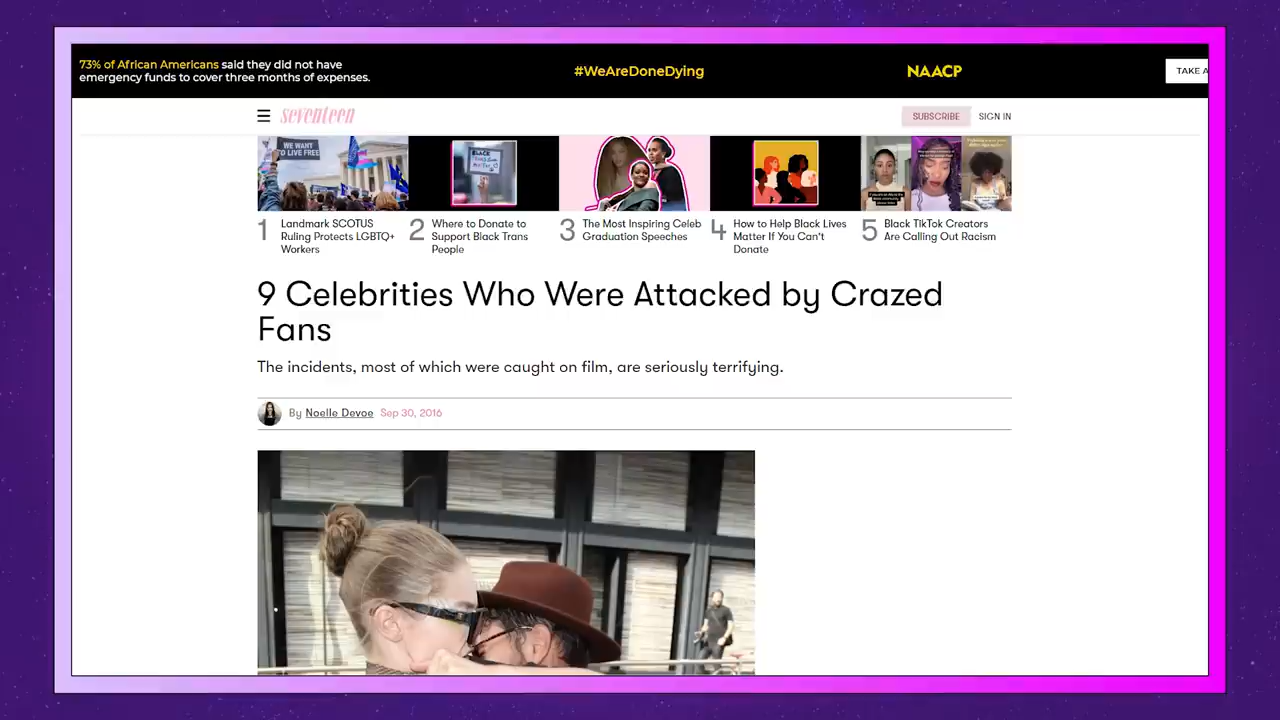 73% of African Americans said they did not have
emergency funds to cover three months of expenses.
#WeAreDoneDying
NAACP
TAKE A
seventeen
SUBSCRIBE
SIGN IN
WE WANT
TO LIVE FREE
1 Landmark SCOTUS
Ruling Protects LGBTQ+
Workers
2 Where to Donate to
Support Black Trans
People
3 The Most Inspiring Celeb
Graduation Speeches
4 How to Help Black Lives
Matter If You Can't
Donate
5 Black TikTok Creators
Are Calling Out Racism
9 Celebrities Who Were Attacked by Crazed
Fans
The incidents, most of which were caught on film, are seriously terrifying.
By Noelle Devoe Sep 30, 2016